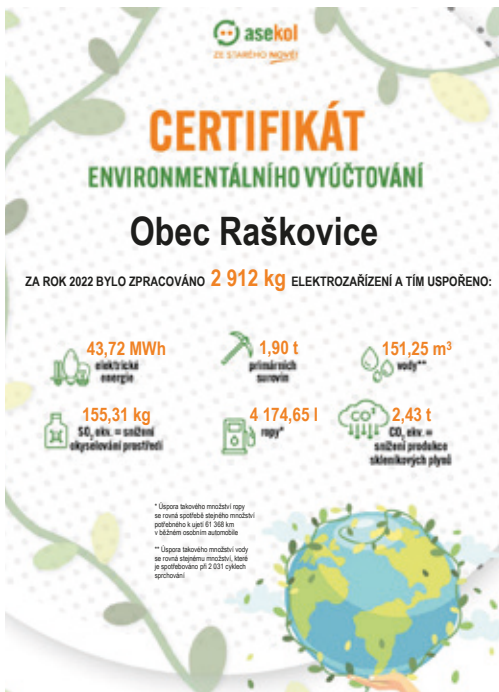 asekol
ZE STARÉHO NOVÉ!
CERTIFIKÁT
ENVIRONMENTÁLNÍHO VYÚČTOVÁNÍ
Obec Raškovice
ZA ROK 2022 BYLO ZPRACOVÁNO 2 912 kg ELEKTROZAŘÍZENÍ A TÍM USPOŘENO:
43,72 MWh
elektrické
energie
1,90 t
primárních
surovin
151,25 m³
vody**
155,31 kg
SO₂ ekv. = snížení
okyselování prostředí
4 174,65 l
ropy*
CO²
2,43 t
CO₂ ekv. =
snížení produkce
skleníkových plynů
* Úspora takového množství ropy
se rovná spotřebě stejného množství
potřebného k ujetí 61 368 km
v běžném osobním automobile
** Úspora takového množství vody
se rovná stejnému množství, které
je spotřebováno při 2 031 cyklech
sprchování